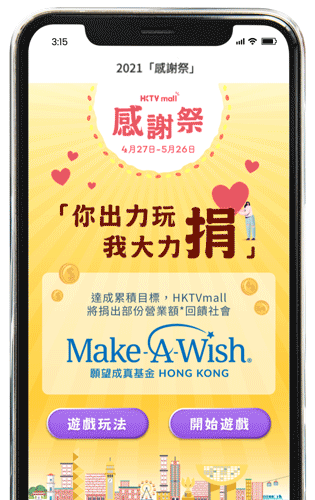 3:15
2021「感謝祭」
HKTVmall
感謝祭
4月27日-5月26日
「你出力玩
我大力捐」
達成累積目標，HKTVmall
將捐出部份營業額*回饋社會
Make-A-Wish®
願望成真基金 HONG KONG
遊戲玩法 開始遊戲